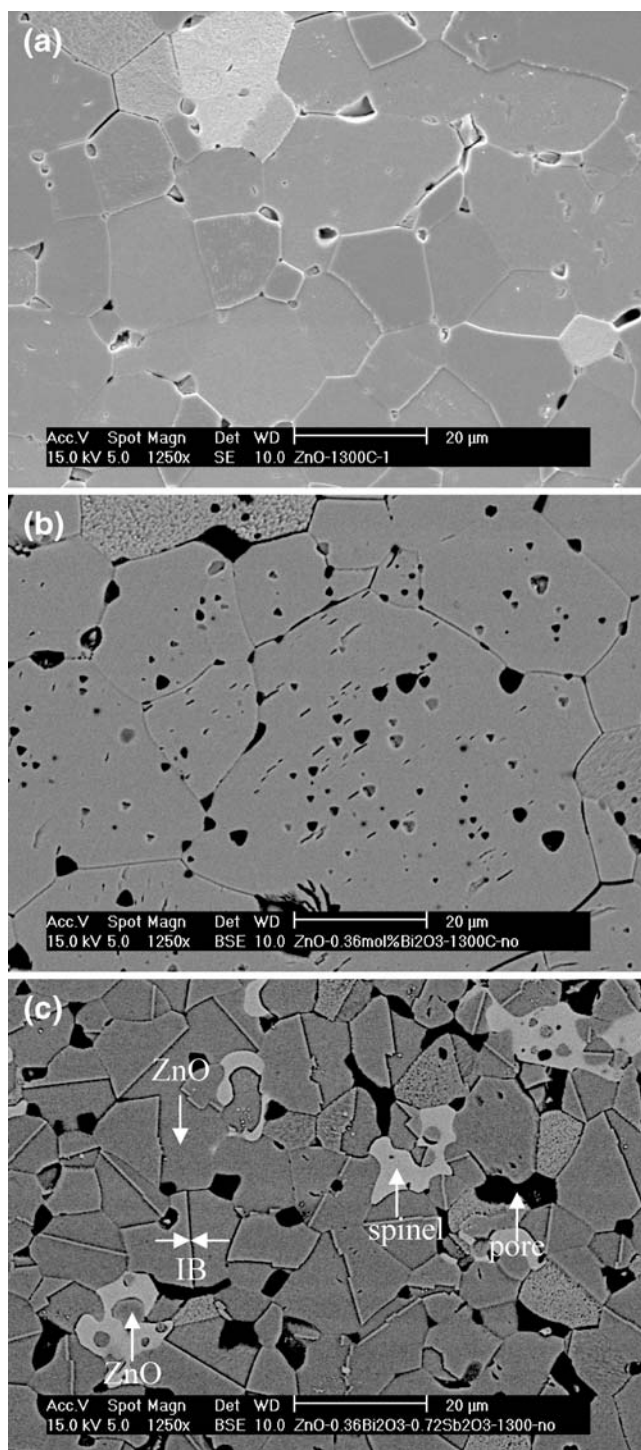 (a)
Acc.V Spot Magn Det WD 20 µm
15.0 kV 5.0 1250x SE 10.0 ZnO-1300C-1
(b)
Acc.V Spot Magn Det WD 20 µm
15.0 kV 5.0 1250x BSE 10.0 ZnO-0.36mol%Bi2O3-1300C-no
(c)
ZnO
spinel
pore
IB
ZnO
Acc.V Spot Magn Det WD 20 µm
15.0 kV 5.0 1250x BSE 10.0 ZnO-0.36Bi2O3-0.72Sb2O3-1300-no